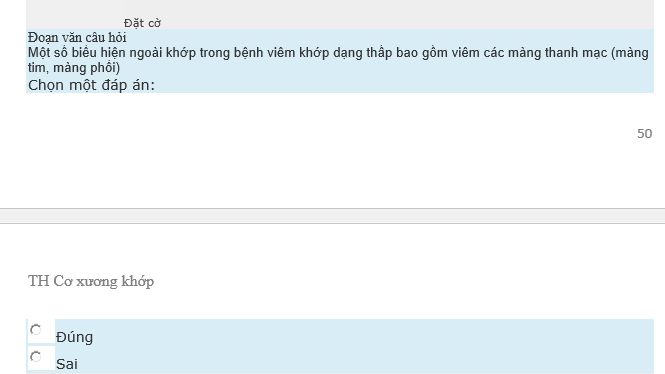 Đặt cờ
Đoạn văn câu hỏi
Một số biểu hiện ngoài khớp trong bệnh viêm khớp dạng thấp bao gồm viêm các màng thanh mạc (màng
tim, màng phổi)
Chọn một đáp án:
50
TH Cơ xương khớp
Đúng
Sai